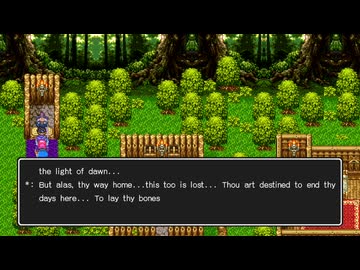 the light of dawn...
*: But alas, thy way home...this too is lost... Thou art destined to end thy
days here... To lay thy bones